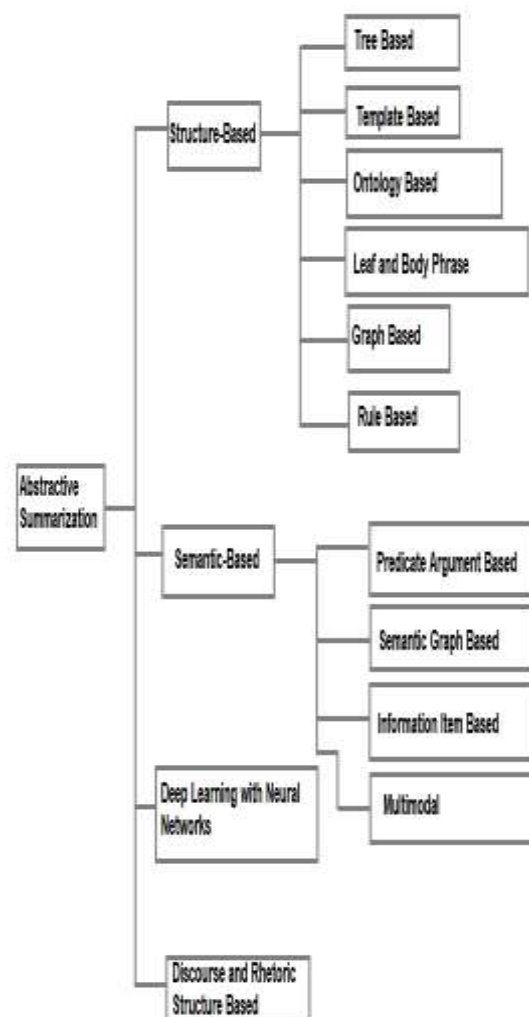 Tree Based
Template Based
Structure-Based
Ontology Based
Leaf and Body Phrase
Graph Based
Rule Based
Abstractive
Summarization
Semantic-Based
Predicate Argument Based
Semantic Graph Based
Information Item Based
Multimodal
Deep Learning with Neural
Networks
Discourse and Rhetoric
Structure Based